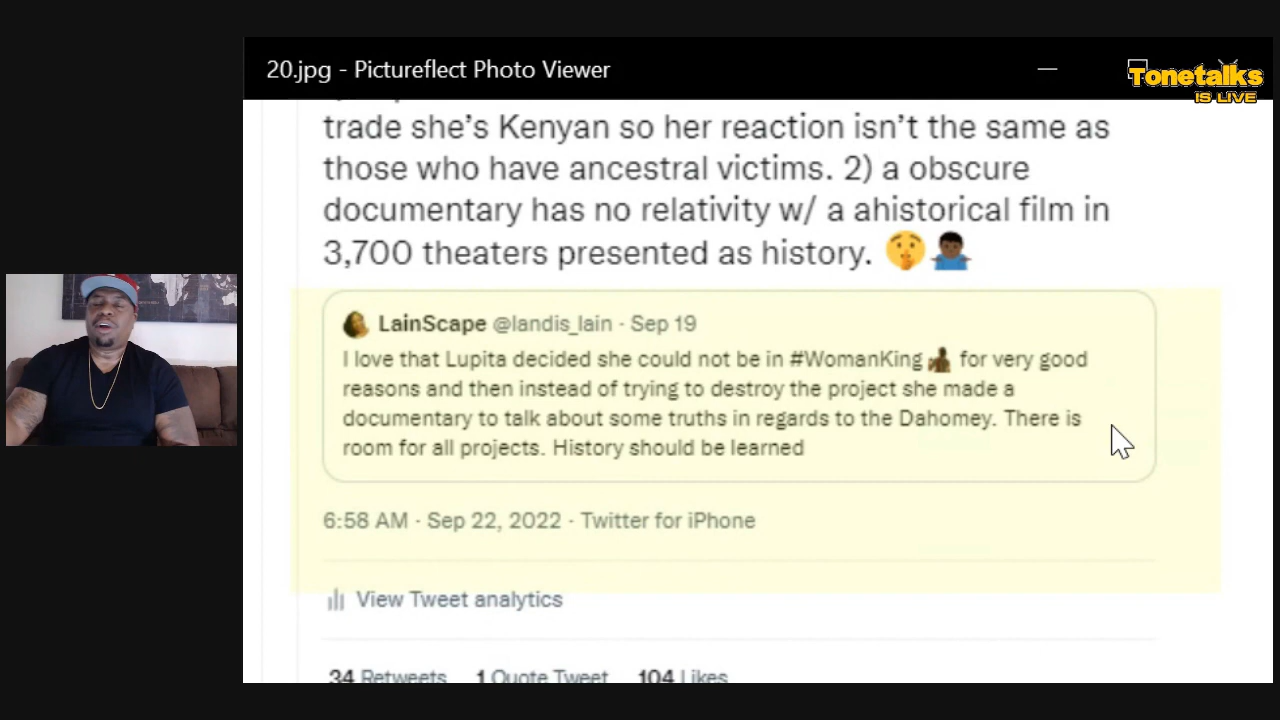 20.jpg - Pictureflect Photo Viewer
Tonetalks
IS LIVE
trade she’s Kenyan so her reaction isn’t the same as
those who have ancestral victims. 2) a obscure
documentary has no relativity w/ a ahistorical film in
3,700 theaters presented as history. 🤫🤷🏾‍♂️
LainScape @landis_lain · Sep 19
I love that Lupita decided she could not be in #WomanKing for very good
reasons and then instead of trying to destroy the project she made a
documentary to talk about some truths in regards to the Dahomey. There is
room for all projects. History should be learned
6:58 AM · Sep 22, 2022 · Twitter for iPhone
View Tweet analytics
34 Retweets 1 Quote Tweet 104 Likes